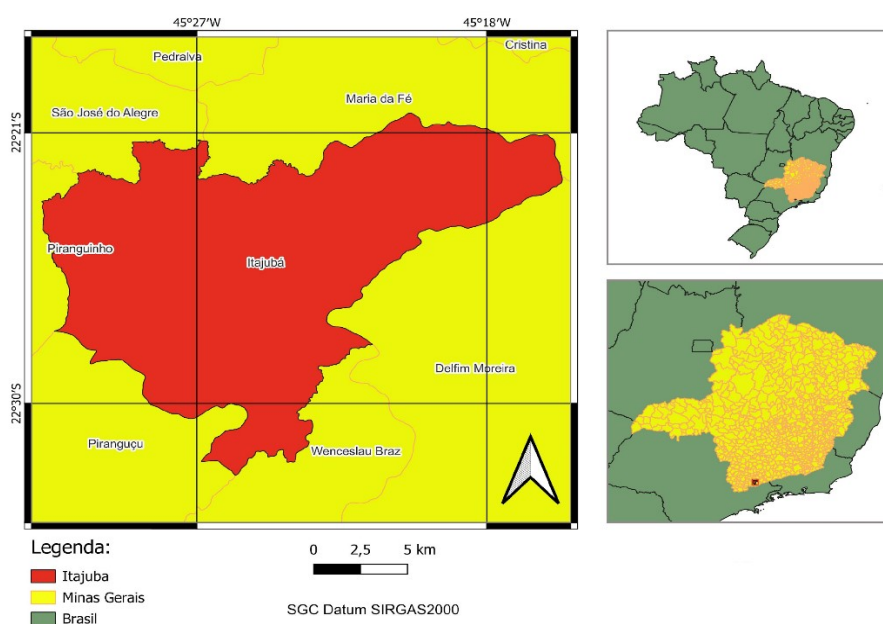 45°27'W 45°18'W
Cristina
Pedralva
Maria da Fé
São José do Alegre
22°21'S
Piranguinho
Itajubá
Delfim Moreira
22°30'S
Piranguçu
Wenceslau Braz
Legenda:
Itajuba
Minas Gerais
Brasil
0 2,5 5 km
SGC Datum SIRGAS2000